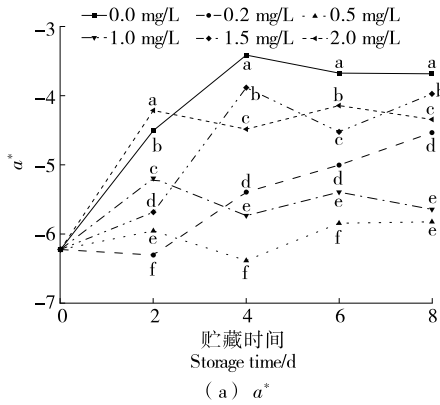 0.0 mg/L 0.2 mg/L 0.5 mg/L
1.0 mg/L 1.5 mg/L 2.0 mg/L
-3
-4
-5
-6
-7
a*
a a a
a b b b
b c c c
c d d
d d e
e e e
e f e
f f
0 2 4 6 8
贮藏时间
Storage time/d
(a) a*